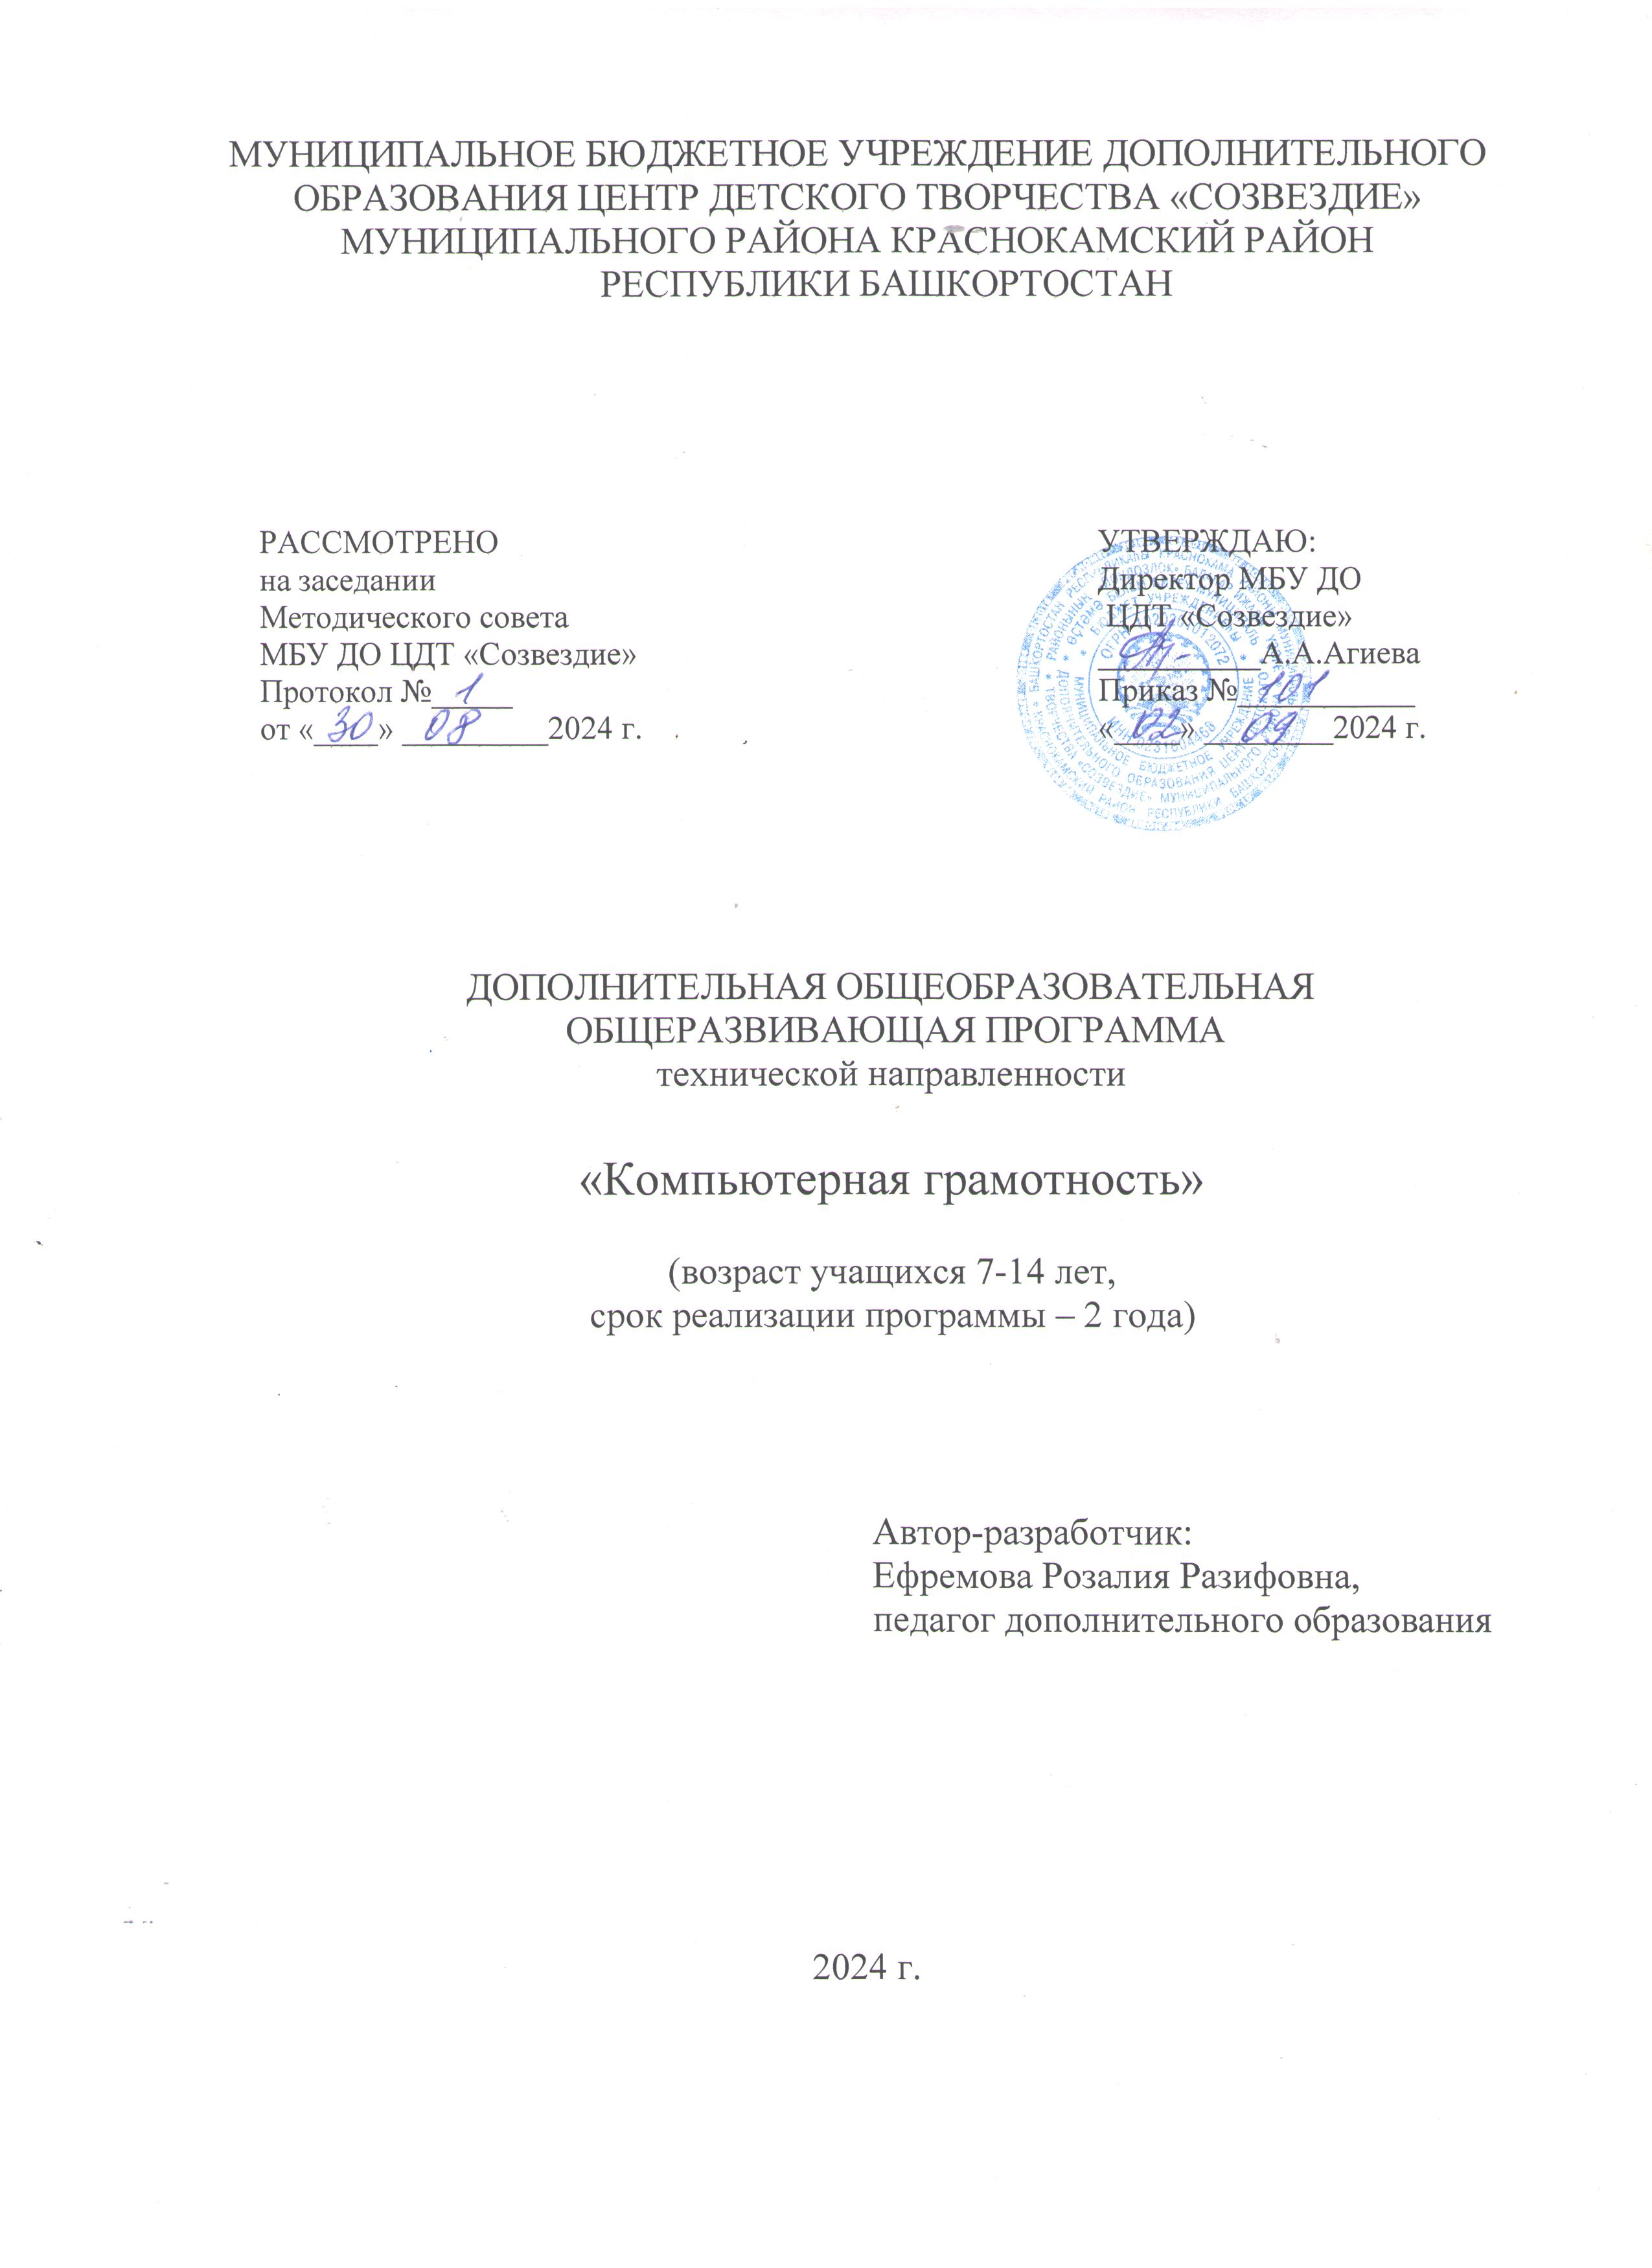 МУНИЦИПАЛЬНОЕ БЮДЖЕТНОЕ УЧРЕЖДЕНИЕ ДОПОЛНИТЕЛЬНОГО
ОБРАЗОВАНИЯ ЦЕНТР ДЕТСКОГО ТВОРЧЕСТВА «СОЗВЕЗДИЕ»
МУНИЦИПАЛЬНОГО РАЙОНА КРАСНОКАМСКИЙ РАЙОН
РЕСПУБЛИКИ БАШКОРТОСТАН
РАССМОТРЕНО
на заседании
Методического совета
МБУ ДО ЦДТ «Созвездие»
Протокол № 1
от «30» 08 2024 г.
УТВЕРЖДАЮ:
Директор МБУ ДО
ЦДТ «Созвездие»
А.А.Агиева
Приказ № 101
«02» 09 2024 г.
ДОПОЛНИТЕЛЬНАЯ ОБЩЕОБРАЗОВАТЕЛЬНАЯ
ОБЩЕРАЗВИВАЮЩАЯ ПРОГРАММА
технической направленности
«Компьютерная грамотность»
(возраст учащихся 7-14 лет,
срок реализации программы – 2 года)
Автор-разработчик:
Ефремова Розалия Разифовна,
педагог дополнительного образования
2024 г.